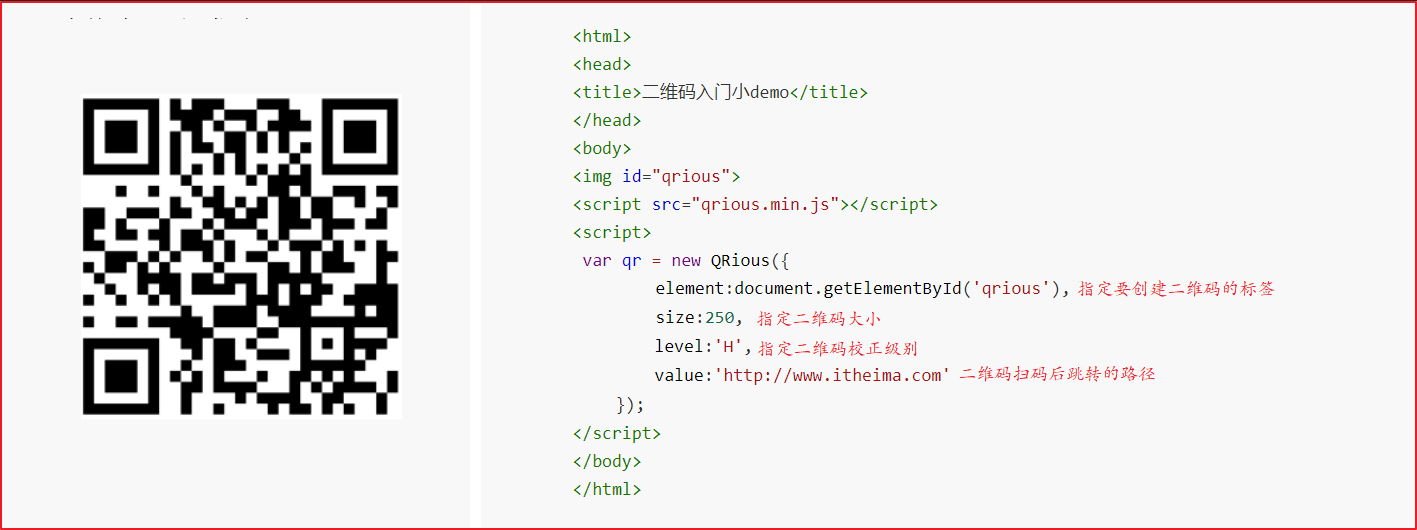 <html>
<head>
<title>二维码入门小demo</title>
</head>
<body>
<img id="qrious">
<script src="qrious.min.js"></script>
<script>
var qr = new QRious({
element:document.getElementById('qrious'), 指定要创建二维码的标签
size:250, 指定二维码大小
level:'H', 指定二维码校正级别
value:'http://www.itheima.com' 二维码扫码后跳转的路径
});
</script>
</body>
</html>